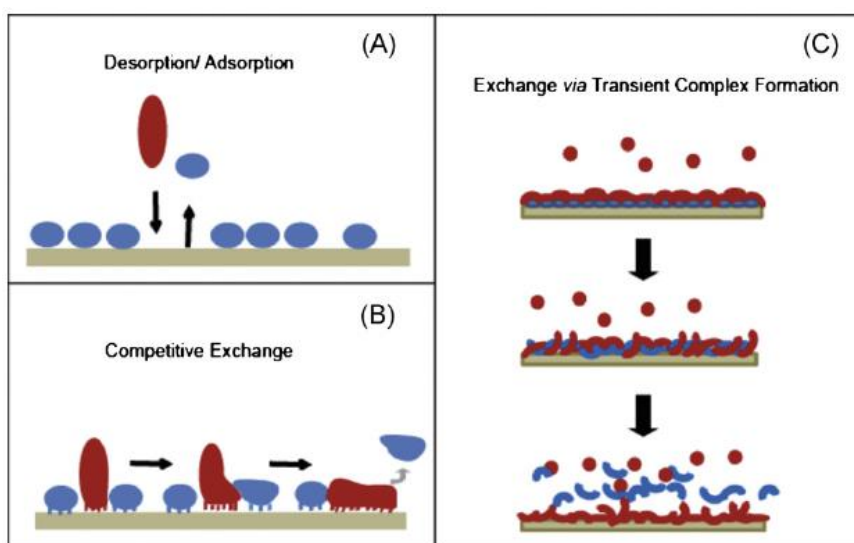 (A)
Desorption/ Adsorption
(B)
Competitive Exchange
(C)
Exchange via Transient Complex Formation